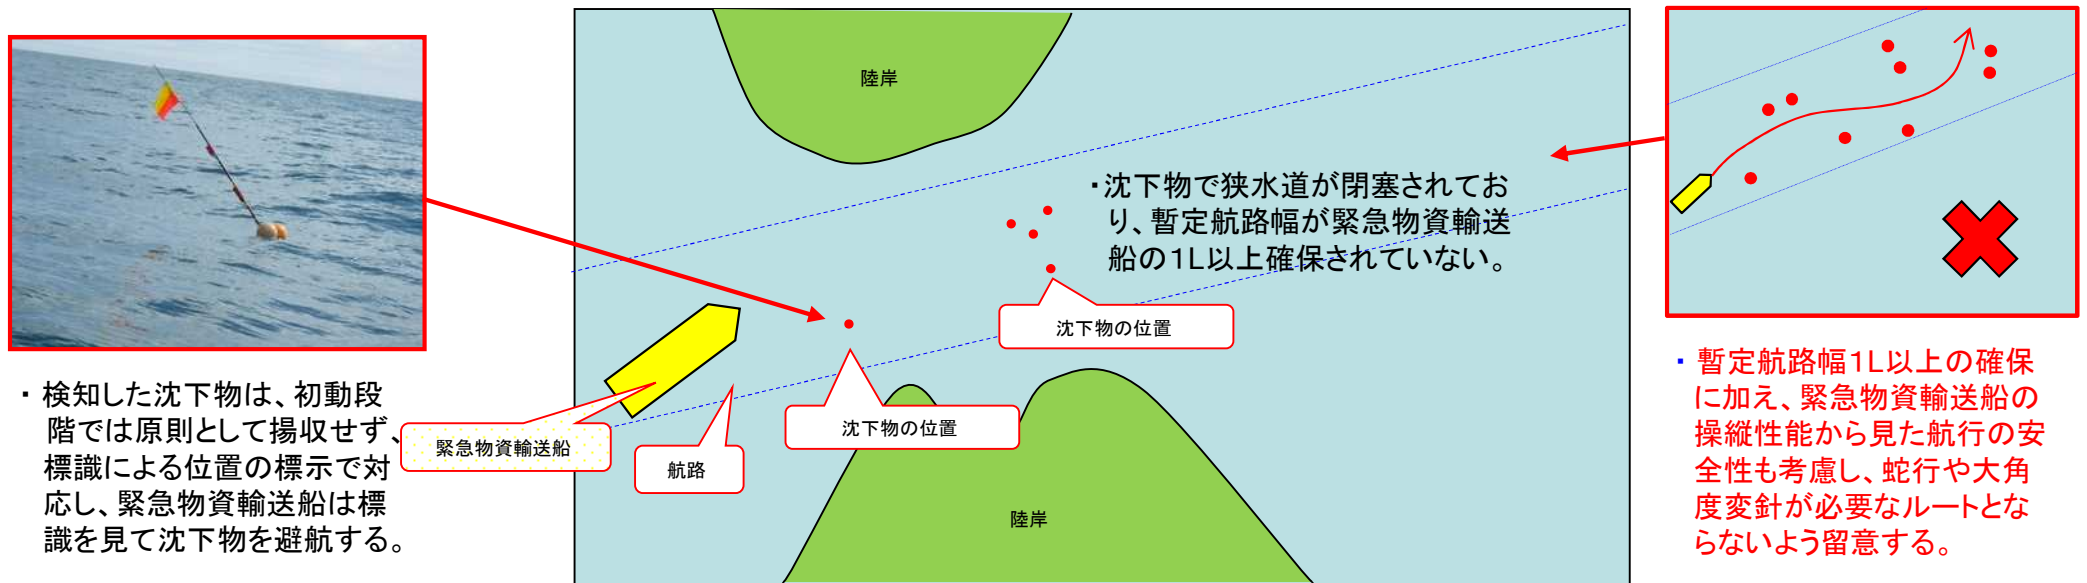 ・検知した沈下物は、初動段
階では原則として揚収せず、
標識による位置の標示で対
応し、緊急物資輸送船は標
識を見て沈下物を避航する。
陸岸
・沈下物で狭水道が閉塞されてお
り、暫定航路幅が緊急物資輸送
船の1L以上確保されていない。
沈下物の位置
沈下物の位置
緊急物資輸送船
航路
陸岸
・暫定航路幅1L以上の確保
に加え、緊急物資輸送船の
操縦性能から見た航行の安
全性も考慮し、蛇行や大角
度変針が必要なルートとな
らないよう留意する。